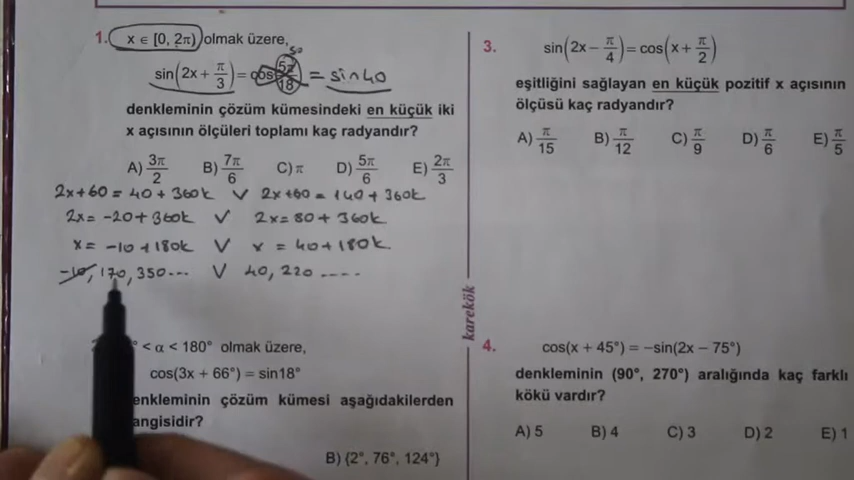 1. x ∈ [0, 2π) olmak üzere,
50
sin(2x + π/3) = cos(5π/18) = sin40
denkleminin çözüm kümesindeki en küçük iki
x açısının ölçüleri toplamı kaç radyandır?
A) 3π/2 B) 7π/6 C) π D) 5π/6 E) 2π/3
2x+60 = 40+360k ∨ 2x+60 = 140+360k
2x = -20+360k ∨ 2x = 80+360k
x = -10+180k ∨ x = 40+180k.
-10, 170, 350... ∨ 40, 220 ....
< α < 180° olmak üzere,
cos(3x + 66°) = sin18°
enkleminin çözüm kümesi aşağıdakilerden
angisidir?
B) {2°, 76°, 124°}
karekök
3. sin(2x - π/4) = cos(x + π/2)
eşitliğini sağlayan en küçük pozitif x açısının
ölçüsü kaç radyandır?
A) π/15 B) π/12 C) π/9 D) π/6 E) π/5
4. cos(x + 45°) = -sin(2x - 75°)
denkleminin (90°, 270°) aralığında kaç farklı
kökü vardır?
A) 5 B) 4 C) 3 D) 2 E) 1